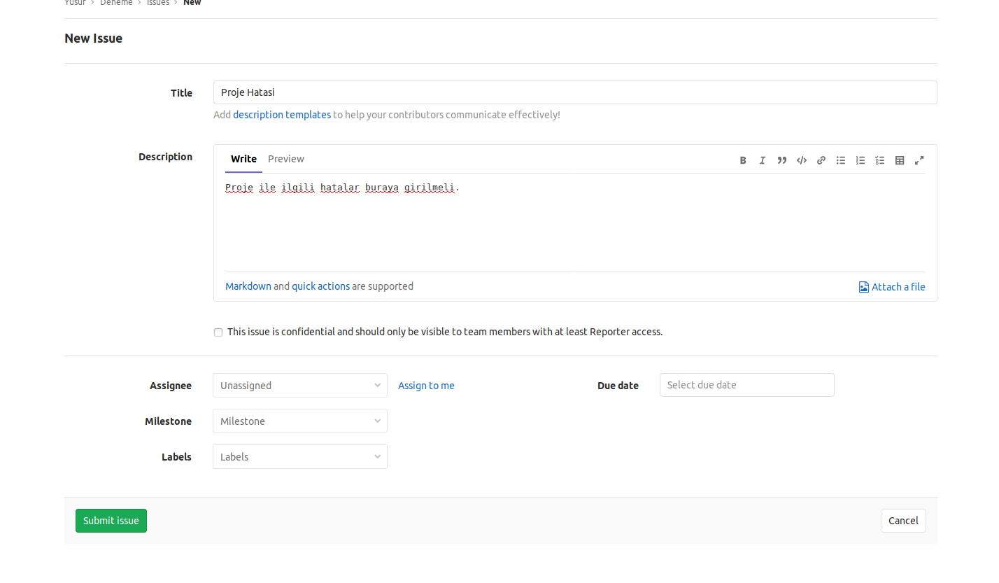 Yusuf > Deneme > Issues > New
New Issue
Title
Proje Hatasi
Add description templates to help your contributors communicate effectively!
Description
Write Preview
Proje ile ilgili hatalar buraya girilmeli.
Markdown and quick actions are supported
Attach a file
This issue is confidential and should only be visible to team members with at least Reporter access.
Assignee Unassigned Assign to me Due date Select due date
Milestone Milestone
Labels Labels
Submit issue Cancel